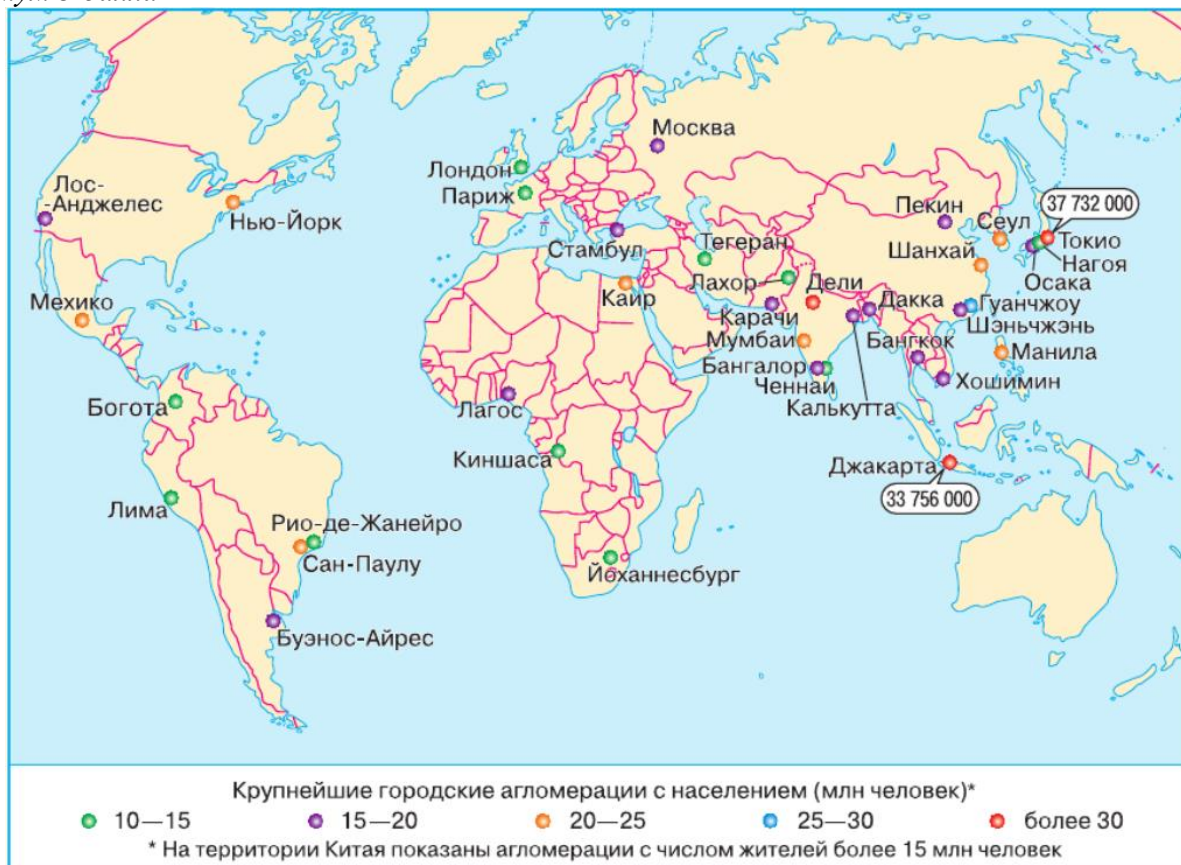 Москва
Лондон
Париж
Лос-
-Анджелес
Нью-Йорк
Стамбул
Тегеран
Пекин
Сеул
37 732 000
Токио
Нагоя
Осака
Шанхай
Лахор
Дели
Дакка
Гуанчжоу
Шэньчжэнь
Мехико
Каир
Карачи
Мумбаи
Бангкок
Манила
Бангалор
Ченнаи
Хошимин
Калькутта
Богота
Лагос
Киншаса
Джакарта
33 756 000
Лима
Рио-де-Жанейро
Сан-Паулу
Йоханнесбург
Буэнос-Айрес
Крупнейшие городские агломерации с населением (млн человек)*
10—15 15—20 20—25 25—30 более 30
* На территории Китая показаны агломерации с числом жителей более 15 млн человек